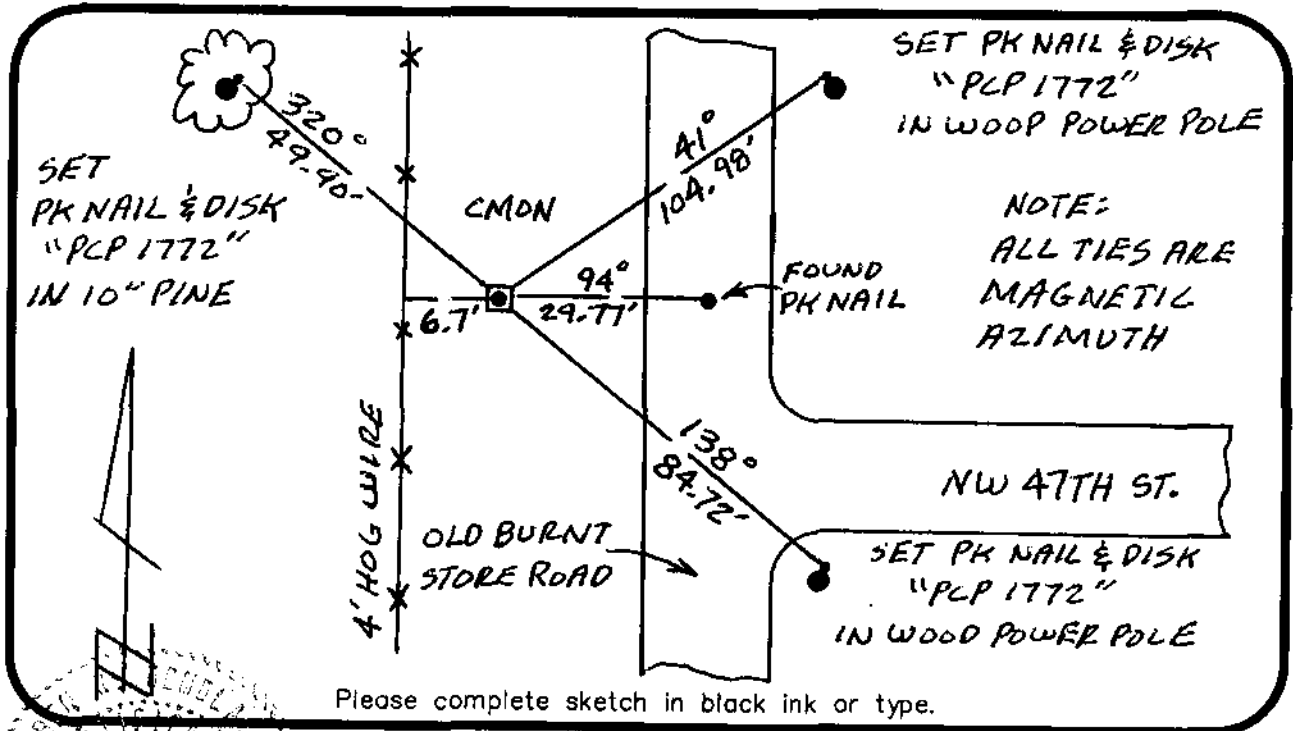 SET PK NAIL & DISK
"PCP 1772"
IN WOOD POWER POLE
320°
49.90'
41°
104.98'
SET
PK NAIL & DISK
"PCP 1772"
IN 10" PINE
CMON
NOTE:
ALL TIES ARE
MAGNETIC
AZIMUTH
94°
29.77'
FOUND
PK NAIL
6.7'
4' HOG WIRE
138°
84.72'
NW 47TH ST.
OLD BURNT
STORE ROAD
SET PK NAIL & DISK
"PCP 1772"
IN WOOD POWER POLE
N
Please complete sketch in black ink or type.